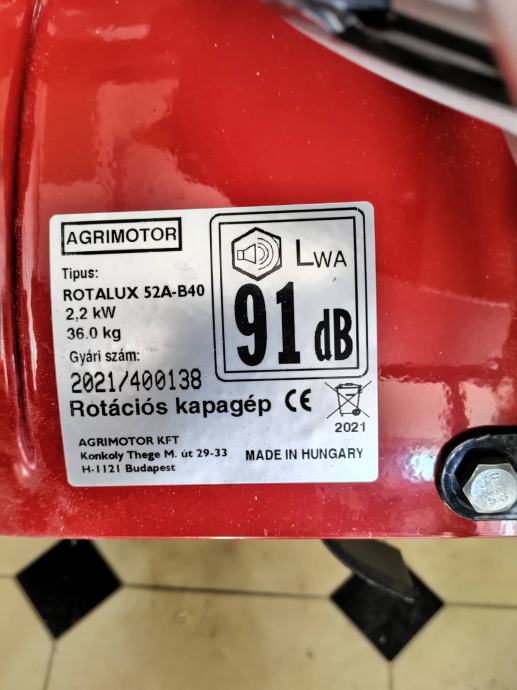 AGRIMOTOR
Tipus:
ROTALUX 52A-B40
2,2 kW
36.0 kg
Gyári szám:
2021/400138
Rotációs kapagép CE
LWA
91 dB
2021
AGRIMOTOR KFT
Konkoly Thege M. út 29-33
H-1121 Budapest
MADE IN HUNGARY